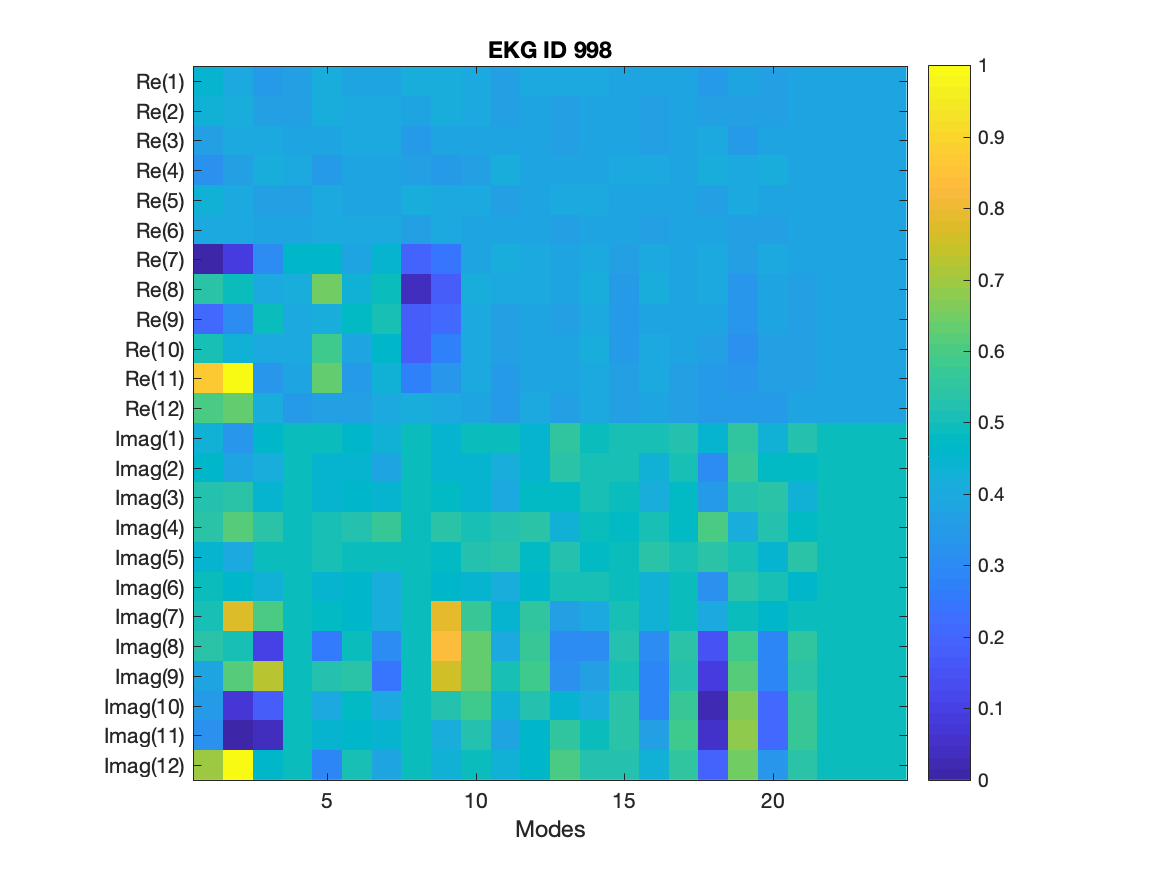 EKG ID 998
Re(1)
Re(2)
Re(3)
Re(4)
Re(5)
Re(6)
Re(7)
Re(8)
Re(9)
Re(10)
Re(11)
Re(12)
Imag(1)
Imag(2)
Imag(3)
Imag(4)
Imag(5)
Imag(6)
Imag(7)
Imag(8)
Imag(9)
Imag(10)
Imag(11)
Imag(12)
5 10 15 20
Modes
1
0.9
0.8
0.7
0.6
0.5
0.4
0.3
0.2
0.1
0